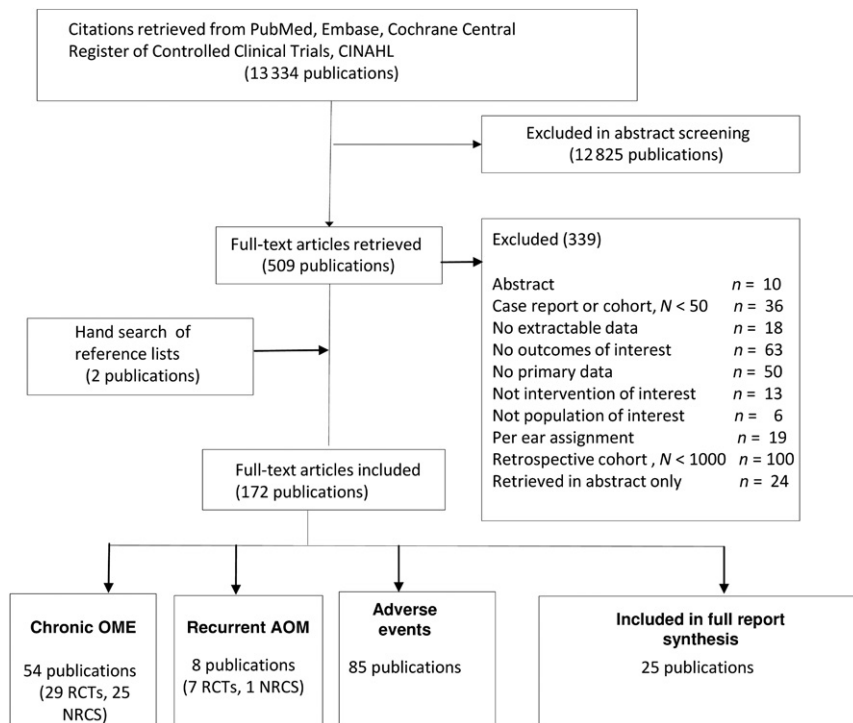 Citations retrieved from PubMed, Embase, Cochrane Central
Register of Controlled Clinical Trials, CINAHL
(13 334 publications)
Excluded in abstract screening
(12 825 publications)
Full-text articles retrieved
(509 publications)
Excluded (339)
Abstract n = 10
Case report or cohort, N < 50 n = 36
No extractable data n = 18
No outcomes of interest n = 63
No primary data n = 50
Not intervention of interest n = 13
Not population of interest n = 6
Per ear assignment n = 19
Retrospective cohort , N < 1000 n = 100
Retrieved in abstract only n = 24
Hand search of
reference lists
(2 publications)
Full-text articles included
(172 publications)
Chronic OME
54 publications
(29 RCTs, 25
NRCS)
Recurrent AOM
8 publications
(7 RCTs, 1 NRCS)
Adverse
events
85 publications
Included in full report
synthesis
25 publications